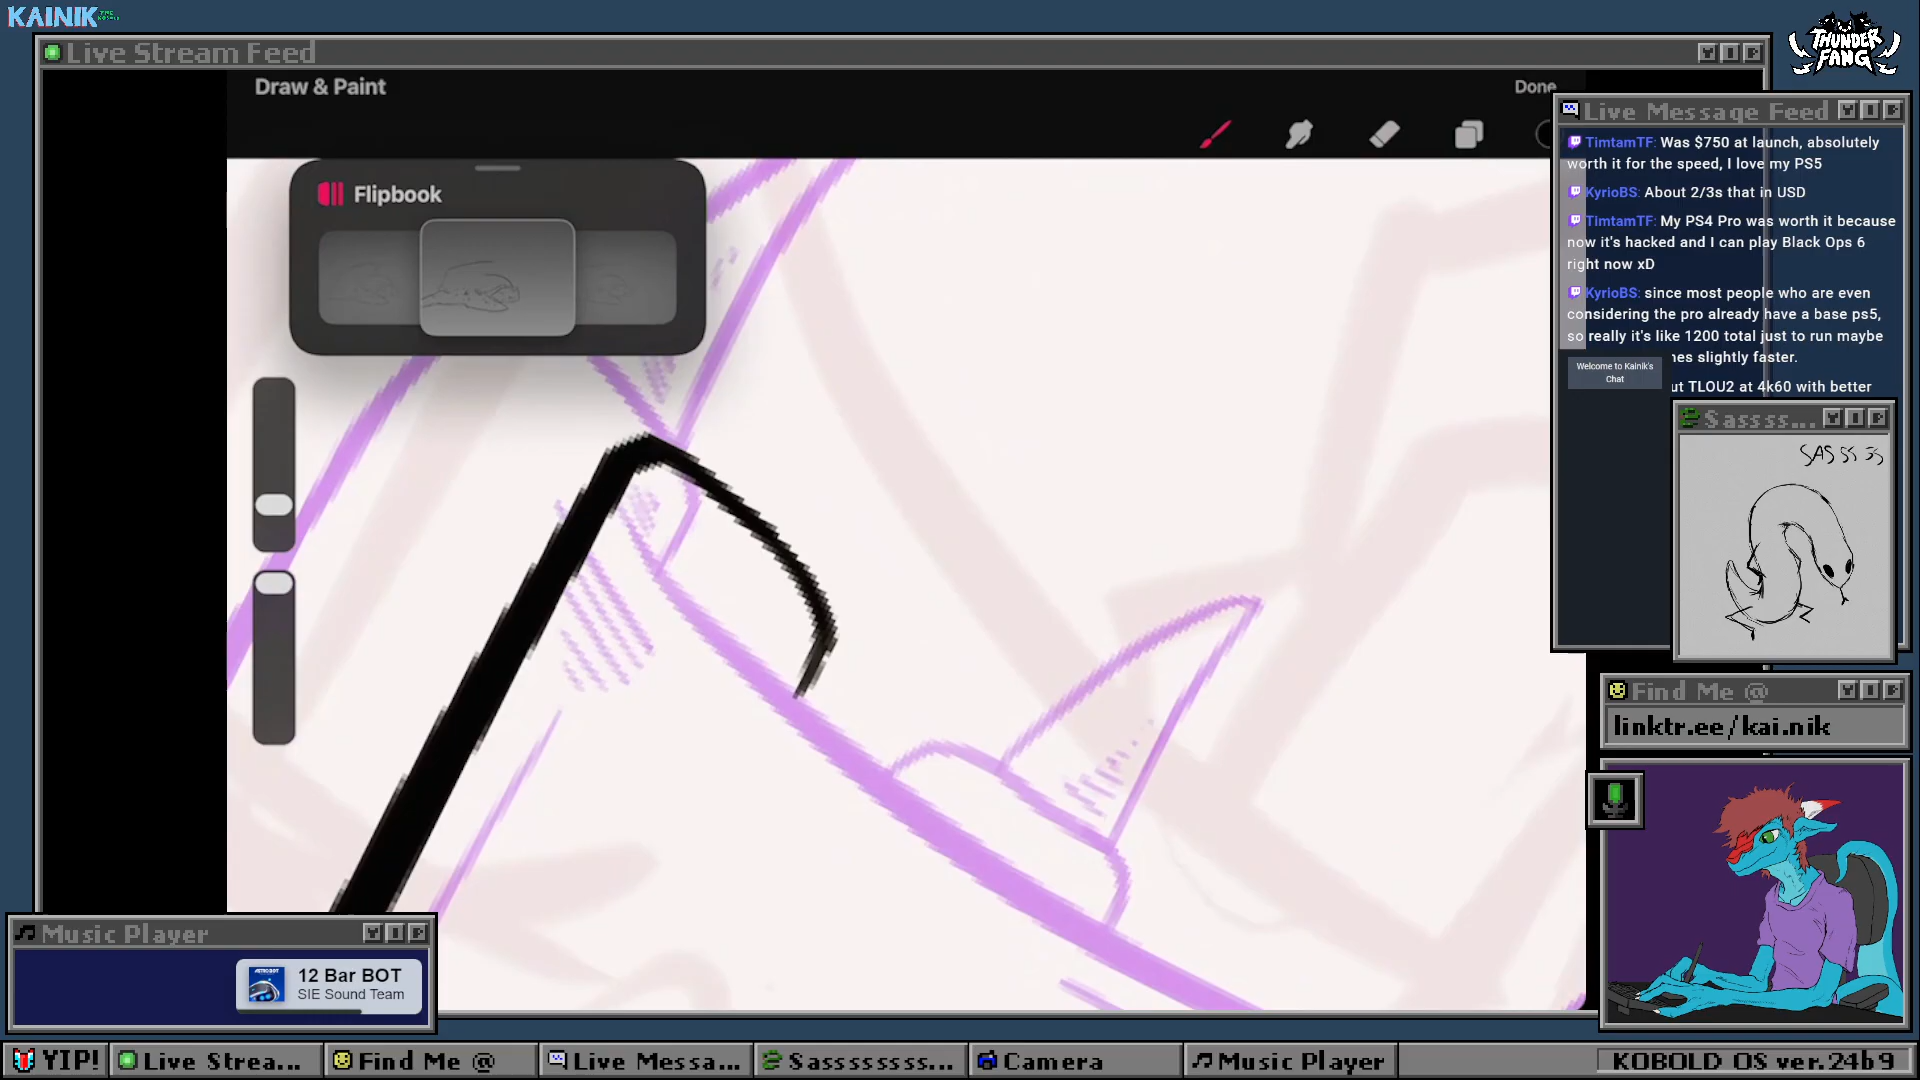 KAINIK
THE KOBOLD
Live Stream Feed
THUNDER
FANG
Draw & Paint
Done
Flipbook
Live Message Feed
TimtamTF: Was $750 at launch, absolutely
worth it for the speed, I love my PS5
KyrioBS: About 2/3s that in USD
TimtamTF: My PS4 Pro was worth it because
now it's hacked and I can play Black Ops 6
right now xD
KyrioBS: since most people who are even
considering the pro already have a base ps5,
so really it's like 1200 total just to run maybe
nes slightly faster.
ut TLOU2 at 4k60 with better
Welcome to Kainik's
Chat
Sassss...
SAS SS SS
Find Me @
linktr.ee/kai.nik
Music Player
12 Bar BOT
SIE Sound Team
YIP!
Live Strea...
Find Me @
Live Messa...
Sassssssss...
Camera
Music Player
KOBOLD OS ver.24b9